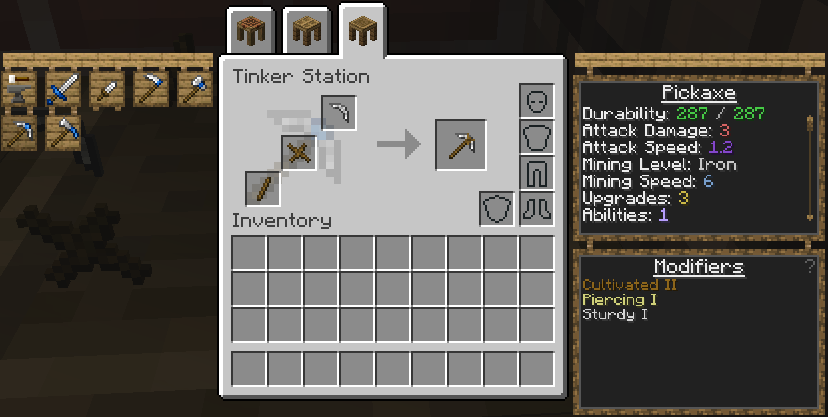 Tinker Station
Inventory
Pickaxe
Durability: 287 / 287
Attack Damage: 3
Attack Speed: 1.2
Mining Level: Iron
Mining Speed: 6
Upgrades: 3
Abilities: 1
Modifiers
?
Cultivated II
Piercing I
Sturdy I